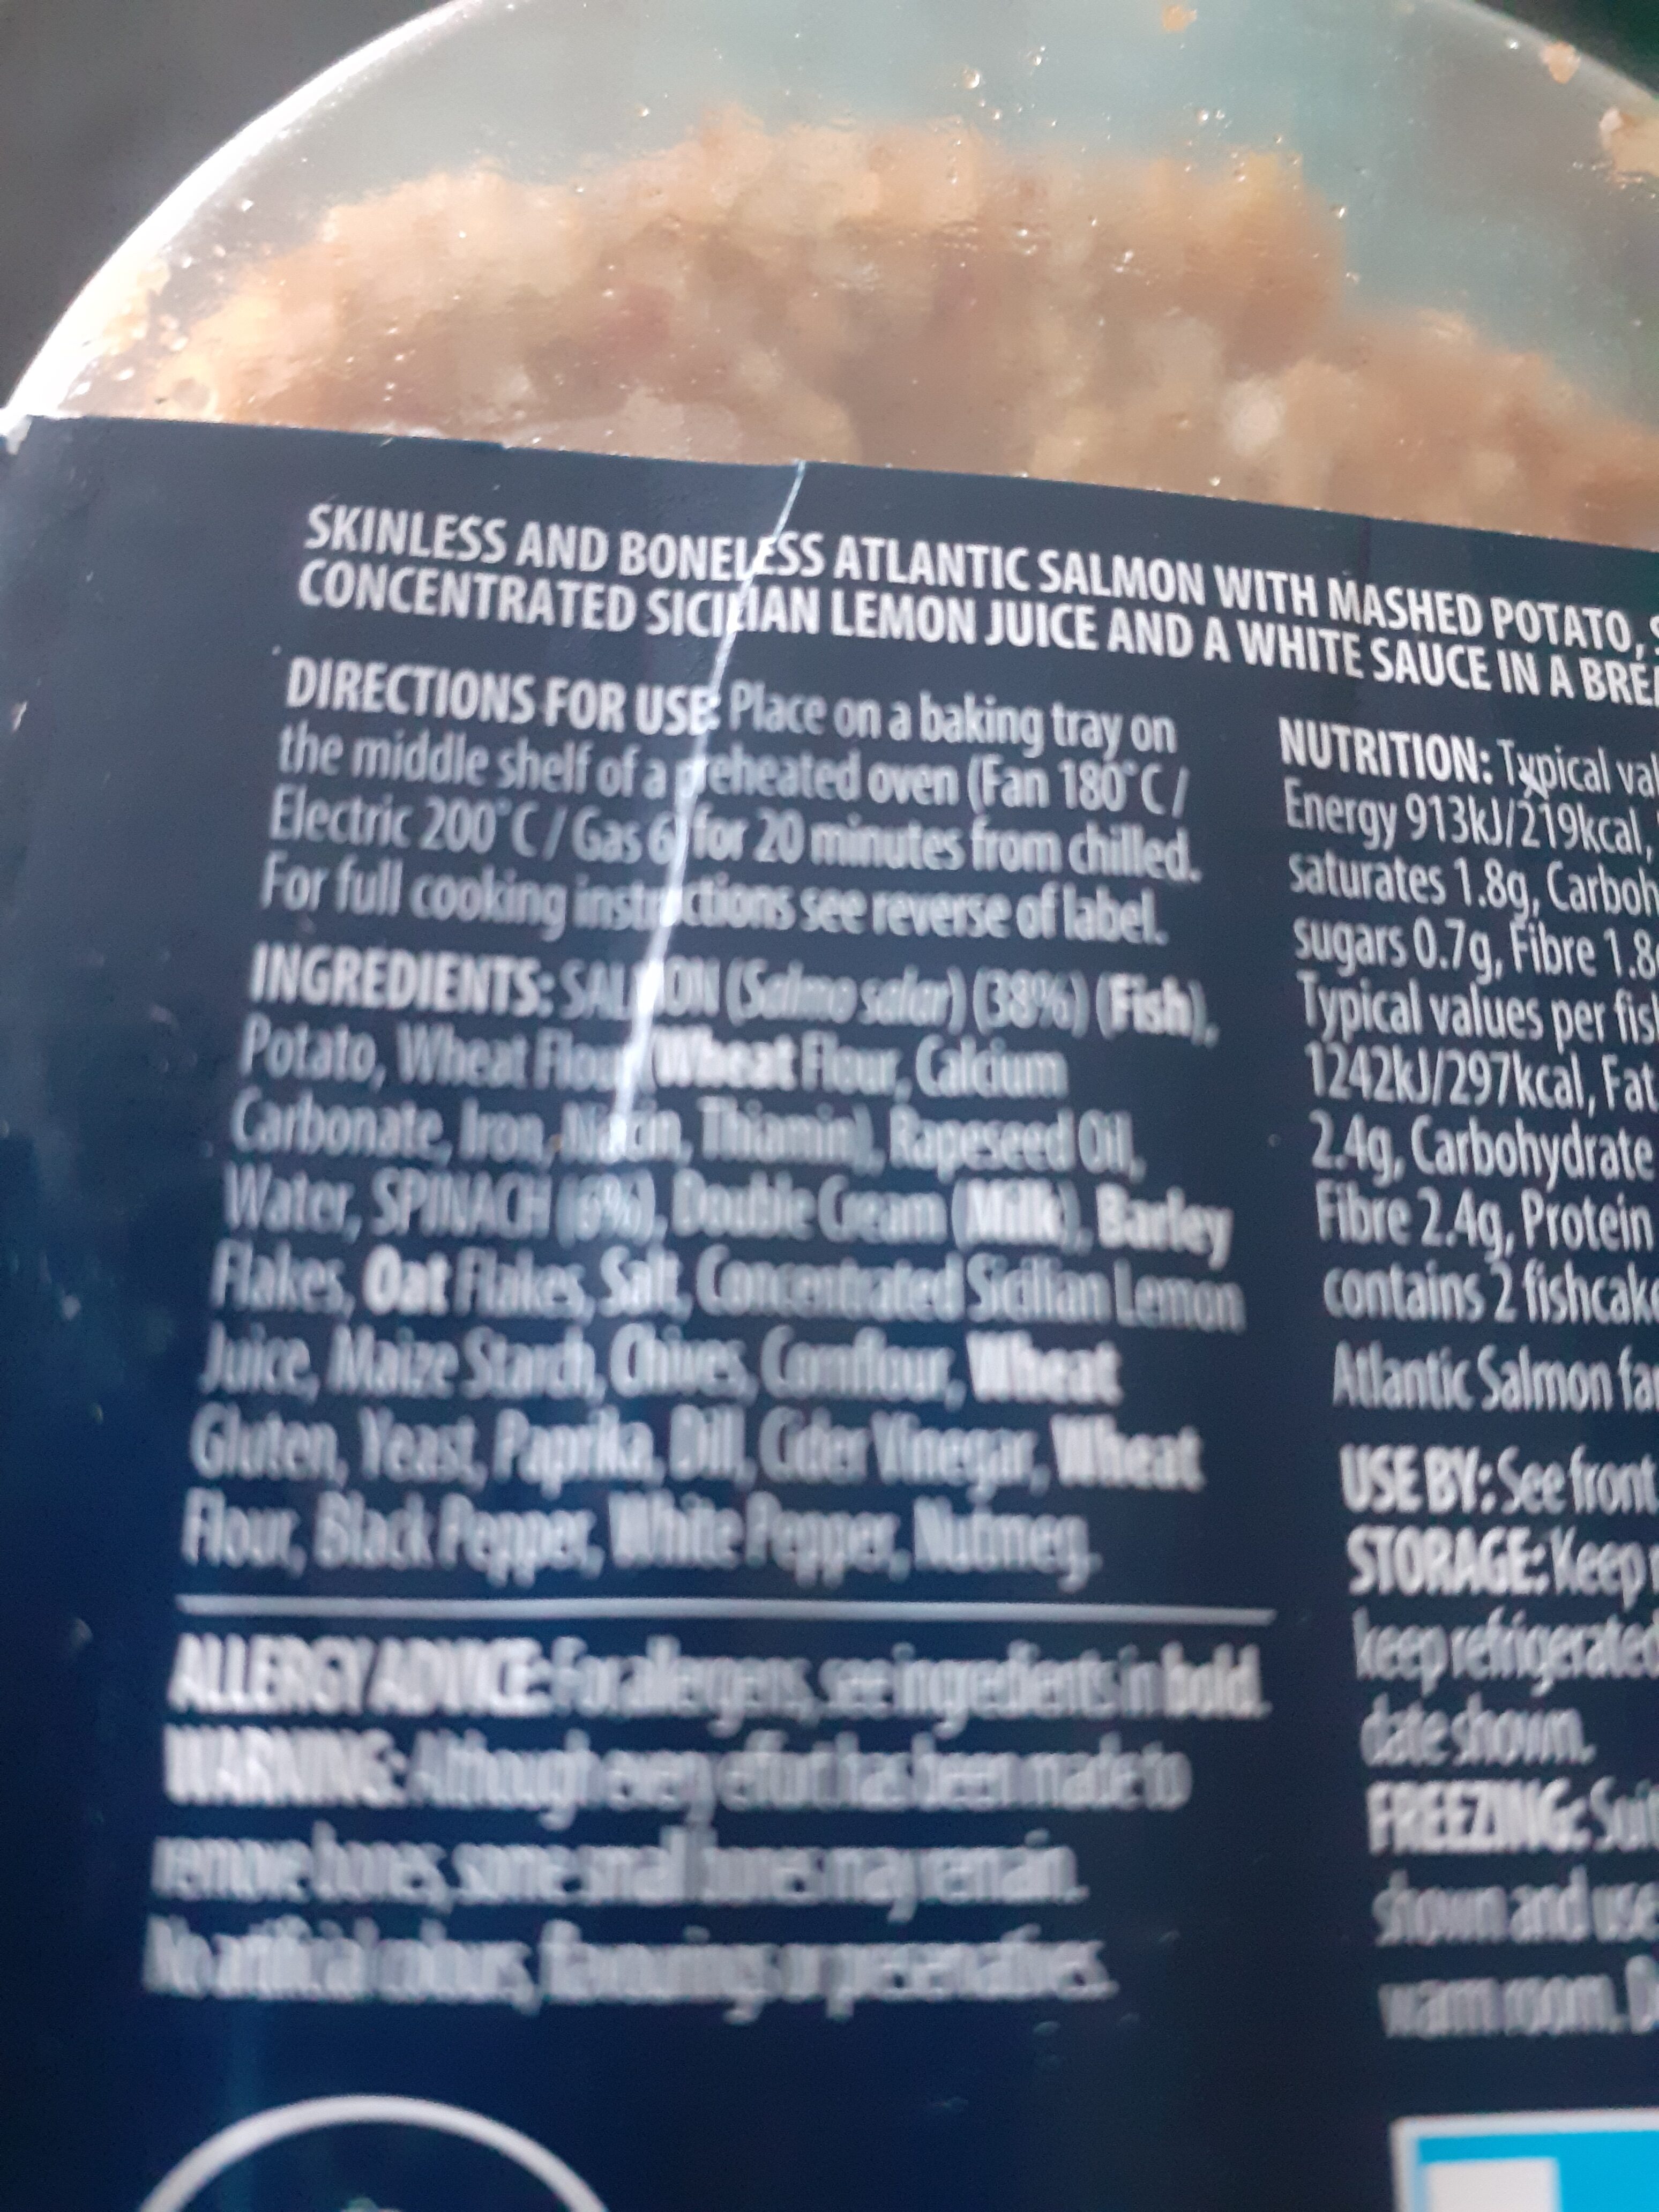 SKINLESS AND BONELESS ATLANTIC SALMON WITH MASHED POTATO,
CONCENTRATED SICILIAN LEMON JUICE AND A WHITE SAUCE IN A
DIRECTIONS FOR USE: Place on a baking tray on
the middle shelf of a preheated oven (Fan 180°C /
Electric 200°C / Gas 6) for 20 minutes from chilled.
For full cooking instructions see reverse of label.
INGREDIENTS: SALMON (Salmo salar) (38%) (Fish),
Potato, Wheat Flour (Wheat Flour, Calcium
Carbonate, Iron, Niacin, Thiamin), Rapeseed Oil,
Water, SPINACH (6%), Double Cream (Milk), Barley
Flakes, Oat Flakes, Salt, Concentrated Sicilian Lemon
Juice, Maize Starch, Chives, Cornflour, Wheat
Gluten, Yeast, Paprika, Dill, Cider Vinegar, Wheat
Flour, Black Pepper, White Pepper, Nutmeg.
ALLERGY ADVICE: For allergens, see ingredients in bold.
WARNING: Although every effort has been made to
remove bones, some small bones may remain.
No artificial colours, flavourings or preservatives.
NUTRITION: Typical
Energy 913kJ/219kcal,
saturates 1.8g,
sugars 0.7g, Fibre
Typical values per
1242kJ/297kcal, Fat
2.4g, Carbohydrate
Fibre 2.4g, Protein
contains 2
Atlantic Salmon
USE BY: See front
STORAGE: Keep
keep refrigerated
date shown.
FREEZING:
shown and use
warm room.